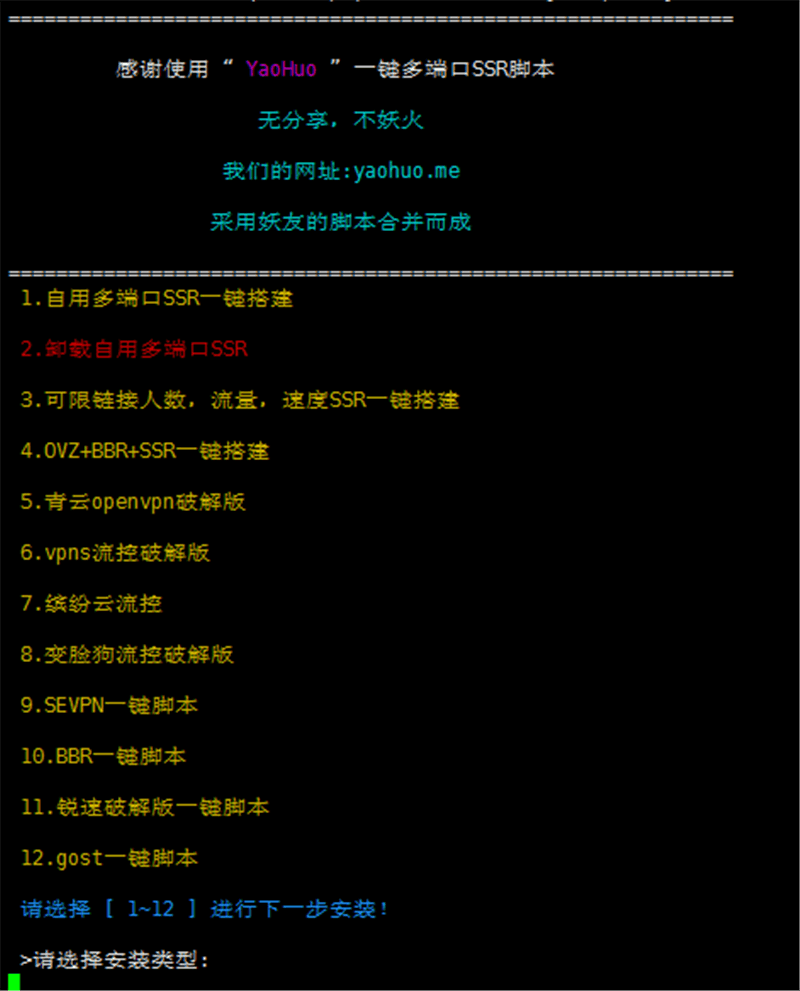 ============================================================
感谢使用 “ YaoHuo ” 一键多端口SSR脚本
无分享，不妖火
我们的网址:yaohuo.me
采用妖友的脚本合并而成
============================================================
1.自用多端口SSR一键搭建
2.卸载自用多端口SSR
3.可限链接人数，流量，速度SSR一键搭建
4.OVZ+BBR+SSR一键搭建
5.青云openvpn破解版
6.vpns流控破解版
7.缤纷云流控
8.变脸狗流控破解版
9.SEVPN一键脚本
10.BBR一键脚本
11.锐速破解版一键脚本
12.gost一键脚本
请选择 [ 1~12 ] 进行下一步安装!
>请选择安装类型: